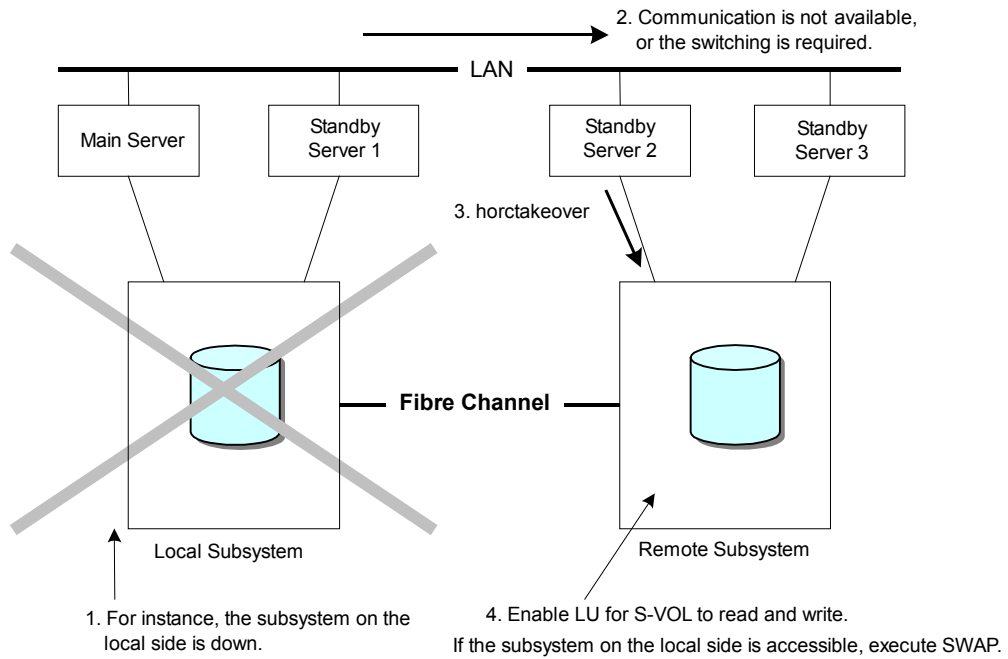 2. Communication is not available,
or the switching is required.
LAN
Main Server
Standby
Server 1
Standby
Server 2
Standby
Server 3
3. horctakeover
Fibre Channel
Local Subsystem
Remote Subsystem
1. For instance, the subsystem on the
local side is down.
4. Enable LU for S-VOL to read and write.
If the subsystem on the local side is accessible, execute SWAP.